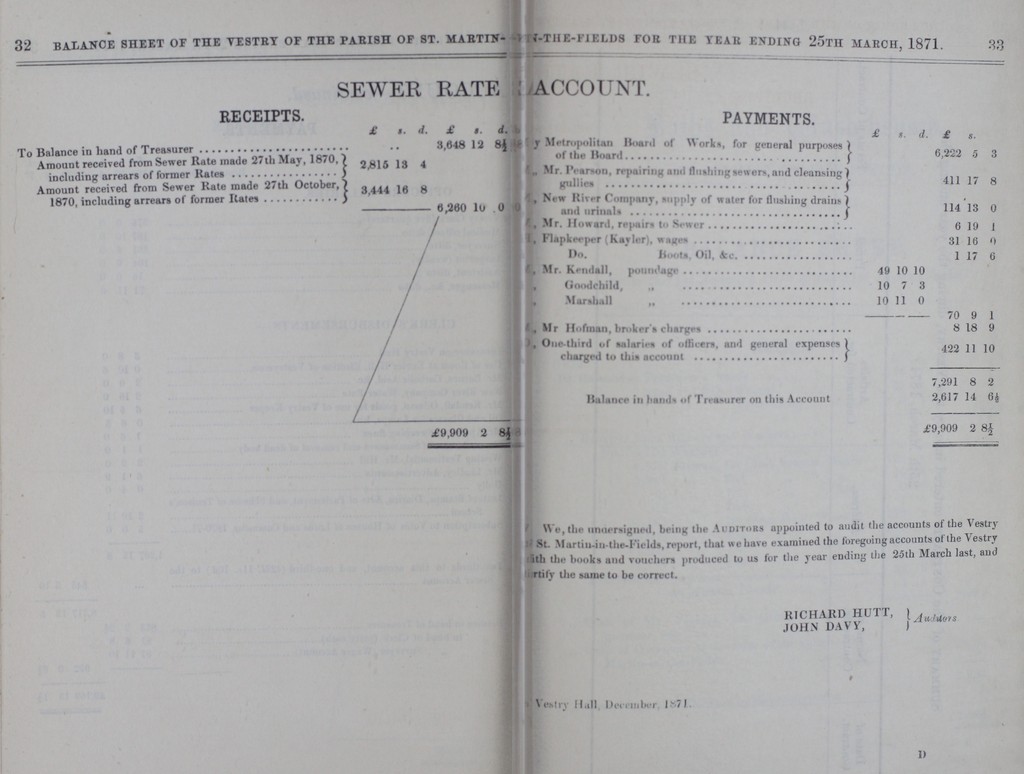 32 BALANCE SHEET OF THE VESTRY OF THE PARISH OF ST. MARTIN-IN-THE-FIELDS FOR THE YEAR ENDING 25TH MARCH, 1871. 33
SEWER RATE ACCOUNT.
RECEIPTS.
£ s. d. £ s. d.
To Balance in hand of Treasurer .. 3,648 12 8½
Amount received from Sewer Rate made 27th May, 1870, }
including arrears of former Rates } 2,815 13 4
Amount received from Sewer Rate made 27th October, }
1870, including arrears of former Rates } 3,444 16 8
6,260 10 0
£9,909 2 8½
PAYMENTS.
£ s. d. £ s.
y Metropolitan Board of Works, for general purposes }
of the Board } 6,222 5 3
„ Mr. Pearson, repairing and flushing sewers, and cleansing }
gullies } 411 17 8
, New River Company, supply of water for flushing drains }
and urinals } 114 13 0
, Mr. Howard, repairs to Sewer 6 19 1
, Flapkeeper (Kayler), wages 31 16 0
Do. Boots, Oil, &c. 1 17 6
, Mr. Kendall, poundage 49 10 10
, Goodchild, „ 10 7 3
, Marshall „ 10 11 0
70 9 1
, Mr Hofman, broker's charges 8 18 9
, One-third of salaries of officers, and general expenses }
charged to this account } 422 11 10
7,291 8 2
Balance in hands of Treasurer on this Account 2,617 14 6½
£9,909 2 8½
We, the undersigned, being the AUDITORS appointed to audit the accounts of the Vestry
St. Martin-in-the-Fields, report, that we have examined the foregoing accounts of the Vestry
ith the books and vouchers produced to us for the year ending the 25th March last, and
rtify the same to be correct.
RICHARD HUTT, }
JOHN DAVY, } Auditors
Vestry Hall, December, 1871.
D